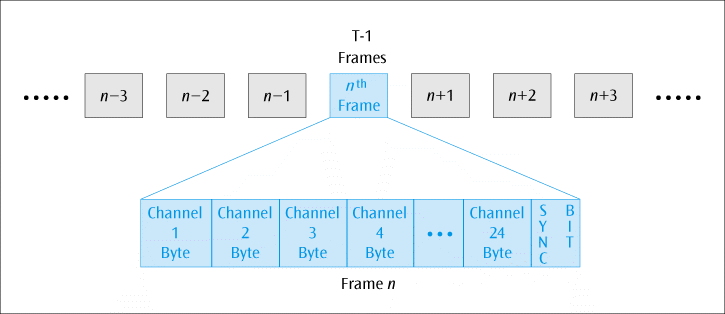 T-1
Frames
..... n−3 n−2 n−1 nth Frame n+1 n+2 n+3 .....
Channel 1 Byte
Channel 2 Byte
Channel 3 Byte
Channel 4 Byte
...
Channel 24 Byte
SYNC BIT
Frame n